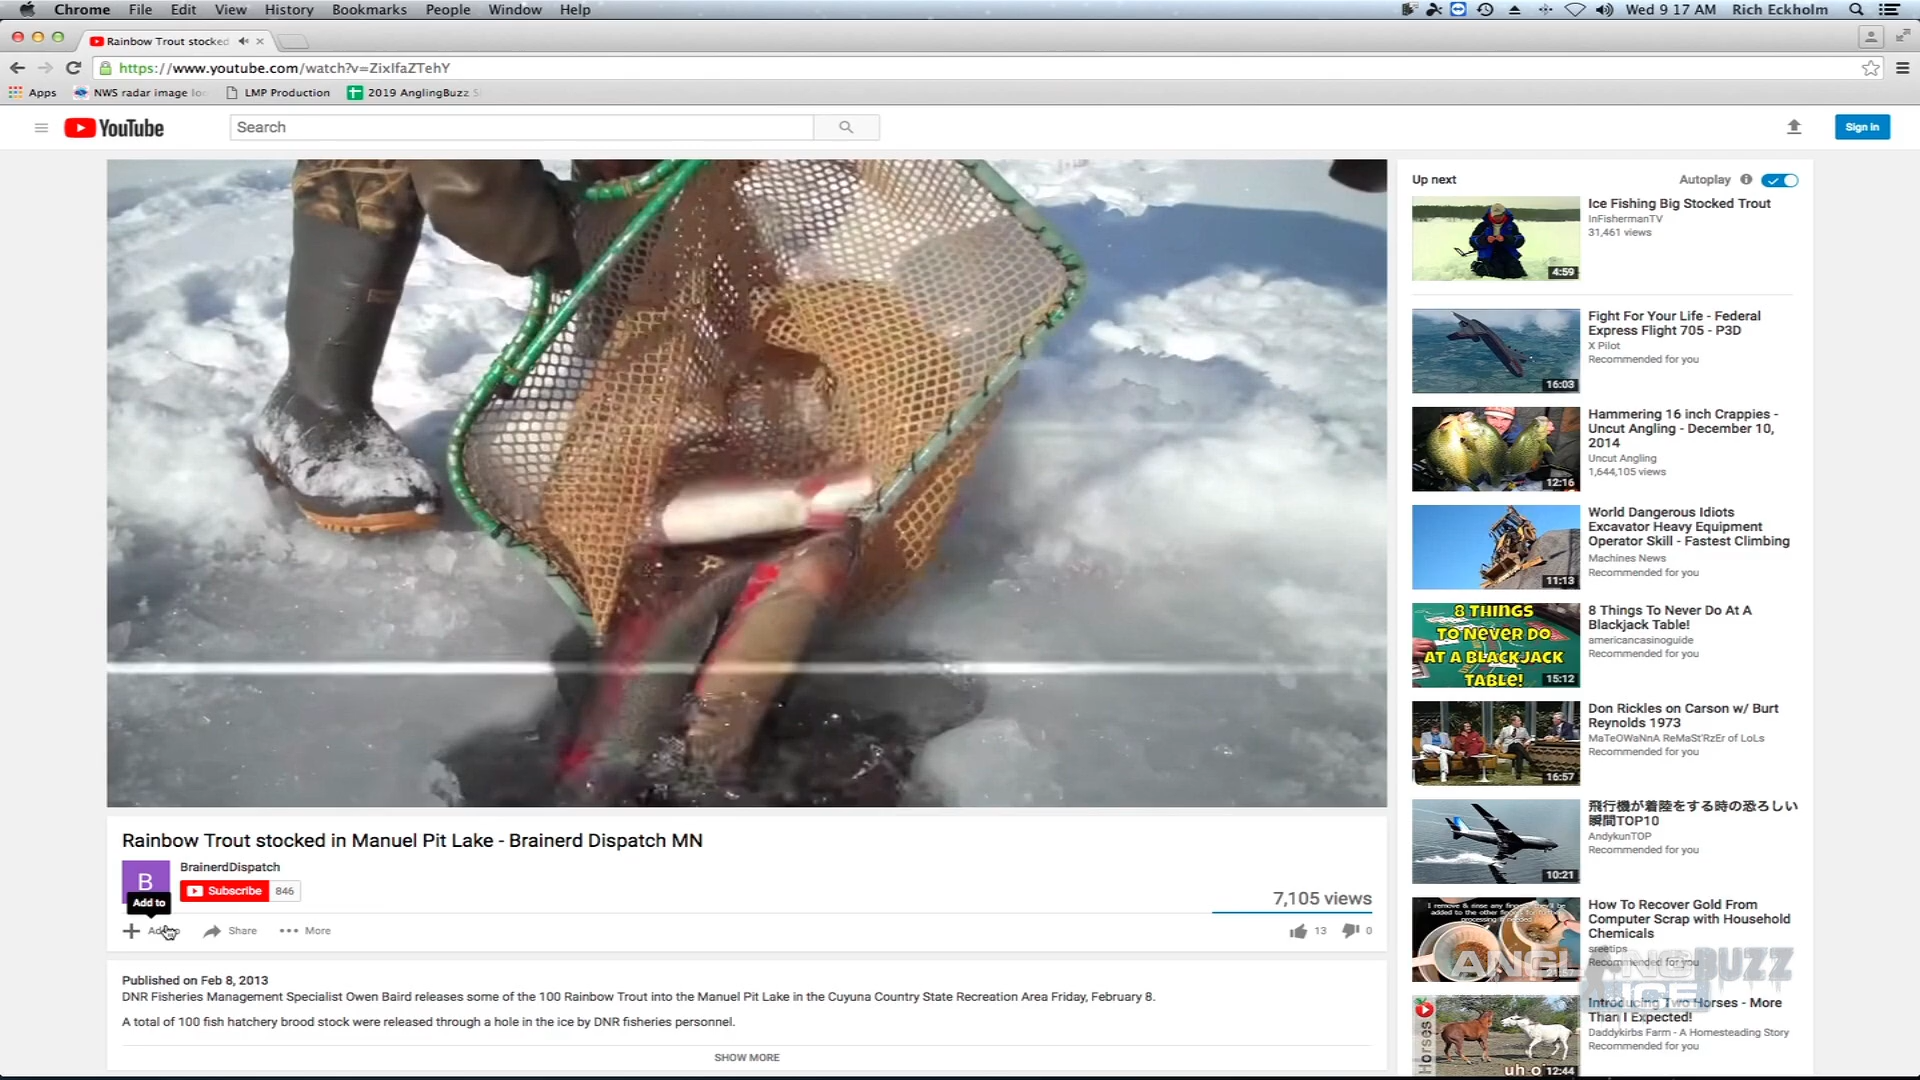 Chrome File Edit View History Bookmarks People Window Help
Wed 9 17 AM Rich Eckholm
Rainbow Trout stocked
https://www.youtube.com/watch?v=ZixIfaZTehY
Apps NWS radar image LMP Production 2019 AnglingBuzz
YouTube
Search
Sign in
Rainbow Trout stocked in Manuel Pit Lake - Brainerd Dispatch MN
B
BrainerdDispatch
Subscribe 846
Add to
7,105 views
Share More
13 0
Published on Feb 8, 2013
DNR Fisheries Management Specialist Owen Baird releases some of the 100 Rainbow Trout into the Manuel Pit Lake in the Cuyuna Country State Recreation Area Friday, February 8.
A total of 100 fish hatchery brood stock were released through a hole in the ice by DNR fisheries personnel.
SHOW MORE
Up next
Autoplay
Ice Fishing Big Stocked Trout
InFishermanTV
31,461 views
4:59
Fight For Your Life - Federal
Express Flight 705 - P3D
X Pilot
Recommended for you
16:03
Hammering 16 inch Crappies -
Uncut Angling - December 10,
2014
Uncut Angling
1,644,105 views
12:16
World Dangerous Idiots
Excavator Heavy Equipment
Operator Skill - Fastest Climbing
Machines News
Recommended for you
11:13
8 THINGS
TO NEVER DO
AT A BLACKJACK
TABLE!
15:12
8 Things To Never Do At A
Blackjack Table!
americancasinoguide
Recommended for you
Don Rickles on Carson w/ Burt
Reynolds 1973
MaTeOWaNnA ReMaSt'RzEr of LoLs
Recommended for you
16:57
飛行機が着陸をする時の恐ろしい
瞬間TOP10
AndykunTOP
Recommended for you
10:21
How To Recover Gold From
Computer Scrap with Household
Chemicals
sreetips
Recommended for you
ANGLING BUZZ
ICE
Introducing Two Horses - More
Than I Expected!
Daddykirbs Farm - A Homesteading Story
Recommended for you
Horses
uh o
12:44